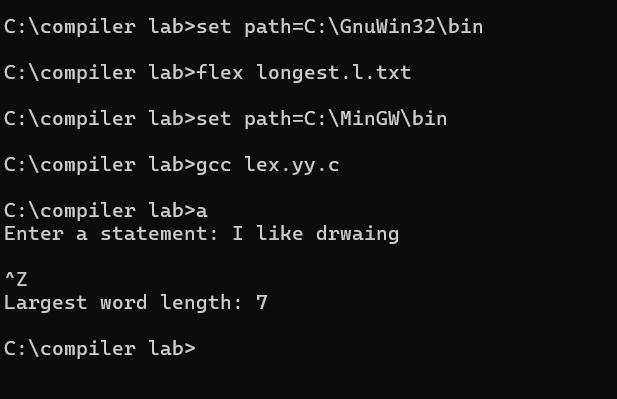 C:\compiler lab>set path=C:\GnuWin32\bin
C:\compiler lab>flex longest.l.txt
C:\compiler lab>set path=C:\MinGW\bin
C:\compiler lab>gcc lex.yy.c
C:\compiler lab>a
Enter a statement: I like drwaing
^Z
Largest word length: 7
C:\compiler lab>